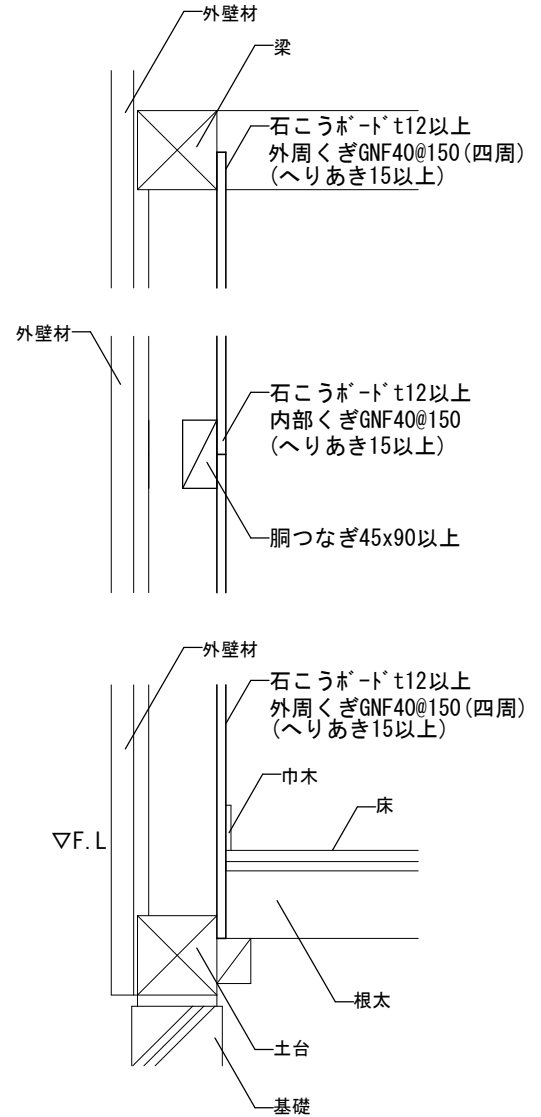 外壁材
梁
石こうﾎﾞｰﾄﾞt12以上
外周くぎGNF40@150(四周)
(へりあき15以上)
外壁材
石こうﾎﾞｰﾄﾞt12以上
内部くぎGNF40@150
(へりあき15以上)
胴つなぎ45x90以上
外壁材
石こうﾎﾞｰﾄﾞt12以上
外周くぎGNF40@150(四周)
(へりあき15以上)
巾木
床
▽F.L
根太
土台
基礎